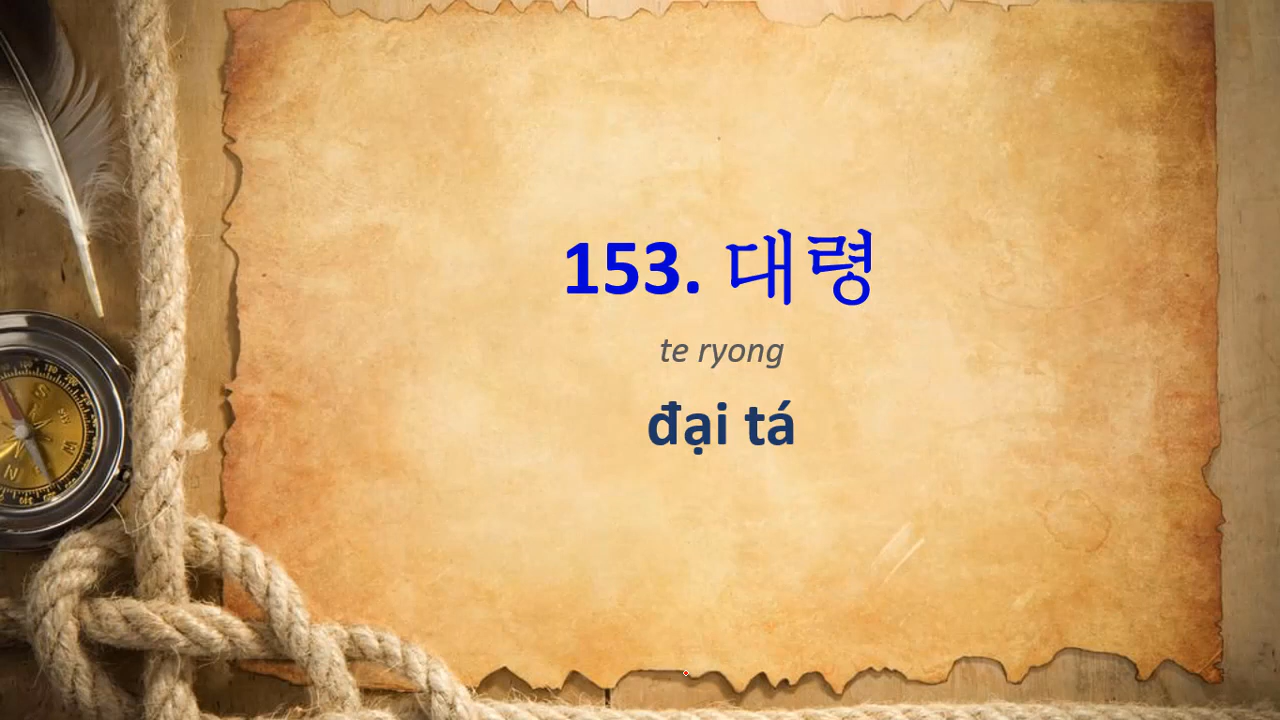 153. 대령
te ryong
đại tá